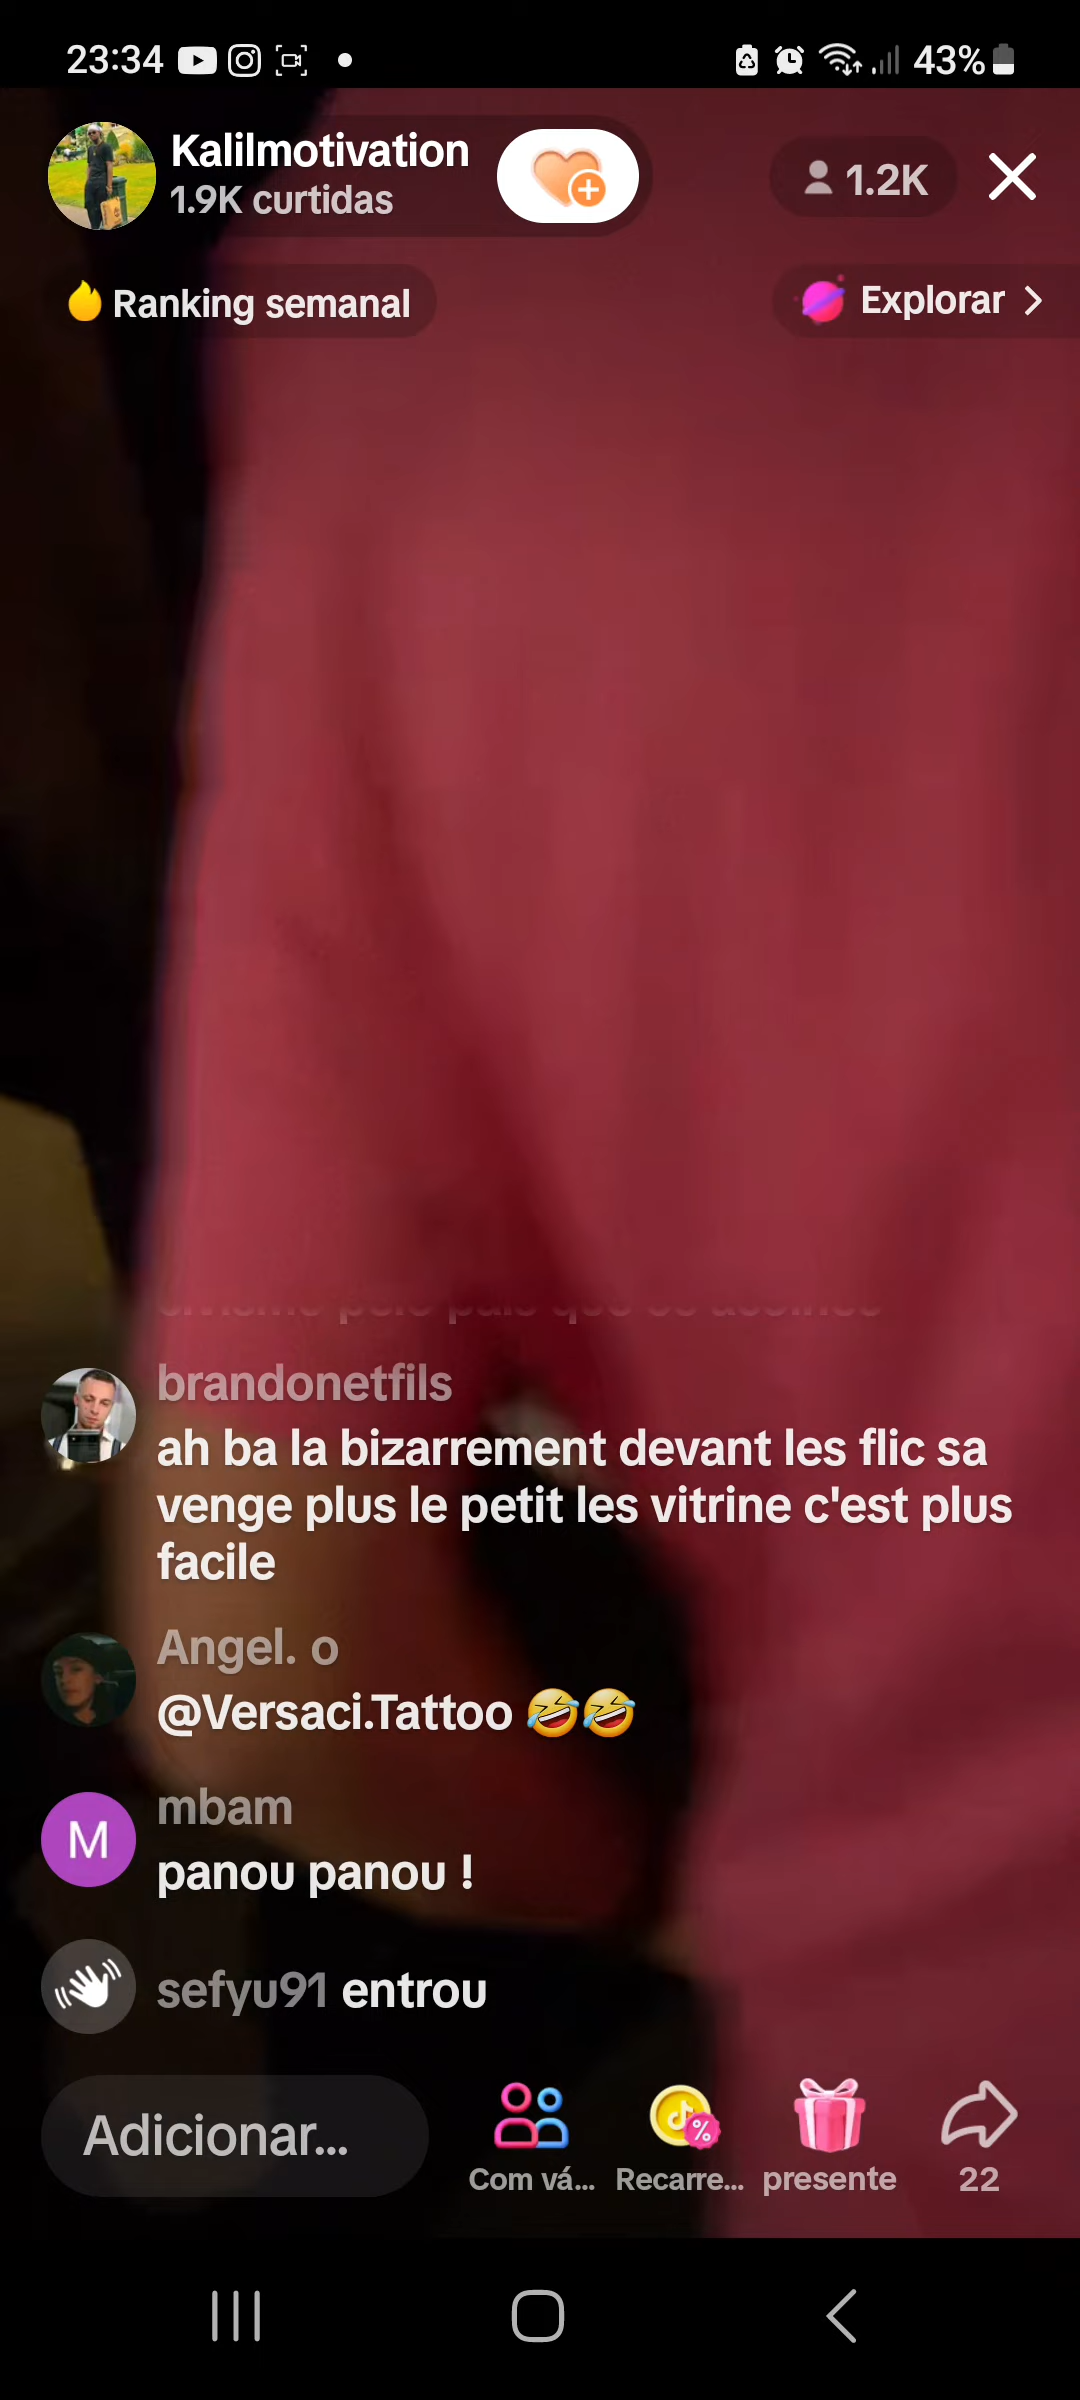 23:34
43%
Kalilmotivation
1.9K curtidas
1.2K
Ranking semanal
Explorar
brandonetfils
ah ba la bizarrement devant les flic sa
venge plus le petit les vitrine c'est plus
facile
Angel. o
@Versaci.Tattoo 🤣🤣
M
mbam
panou panou !
sefyu91 entrou
Adicionar...
Com vá...
Recarre...
presente
22